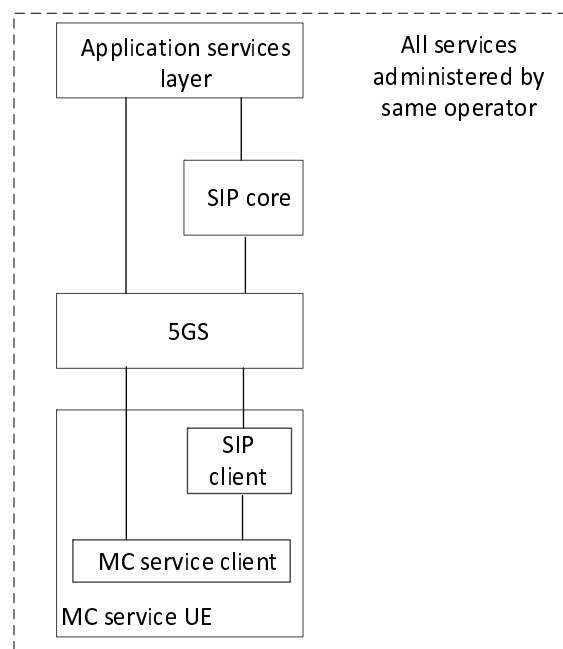 Application services
layer
All services
administered by
same operator
SIP core
5GS
SIP
client
MC service client
MC service UE